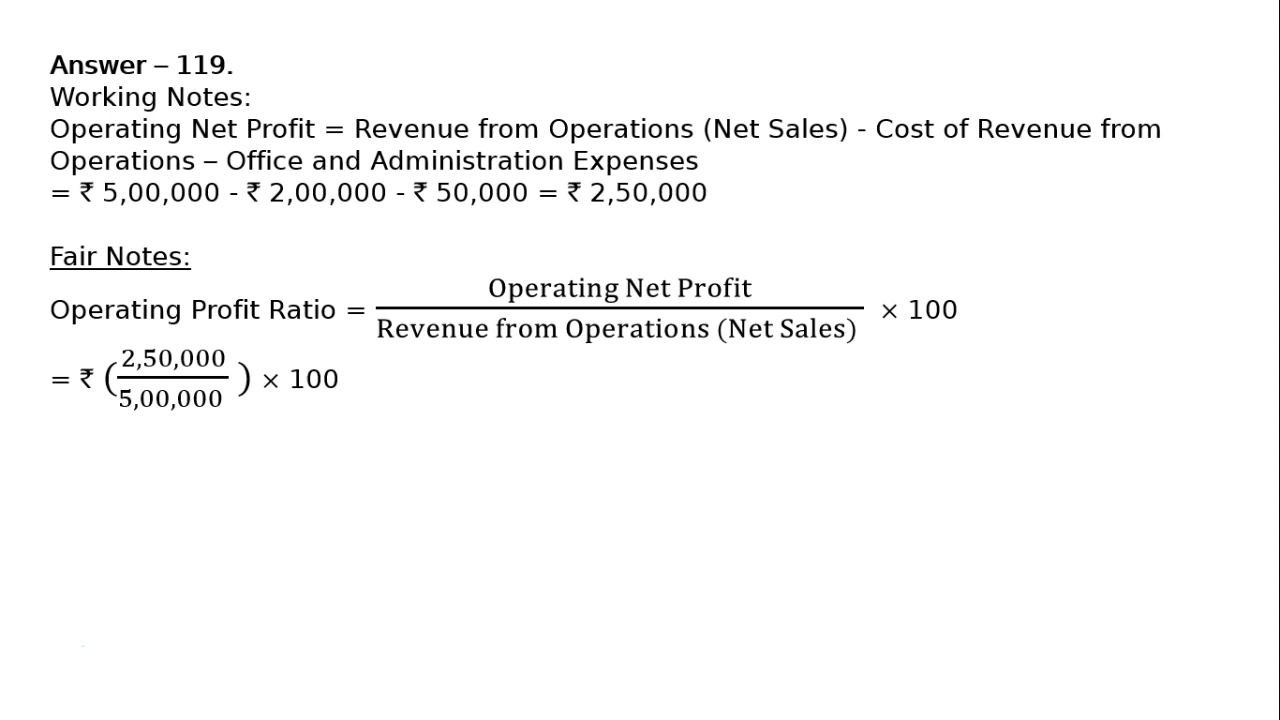 Answer – 119.
Working Notes:
Operating Net Profit = Revenue from Operations (Net Sales) - Cost of Revenue from
Operations – Office and Administration Expenses
= ₹ 5,00,000 - ₹ 2,00,000 - ₹ 50,000 = ₹ 2,50,000
Fair Notes:
Operating Profit Ratio = Operating Net Profit / Revenue from Operations (Net Sales) × 100
= ₹ (2,50,000 / 5,00,000) × 100